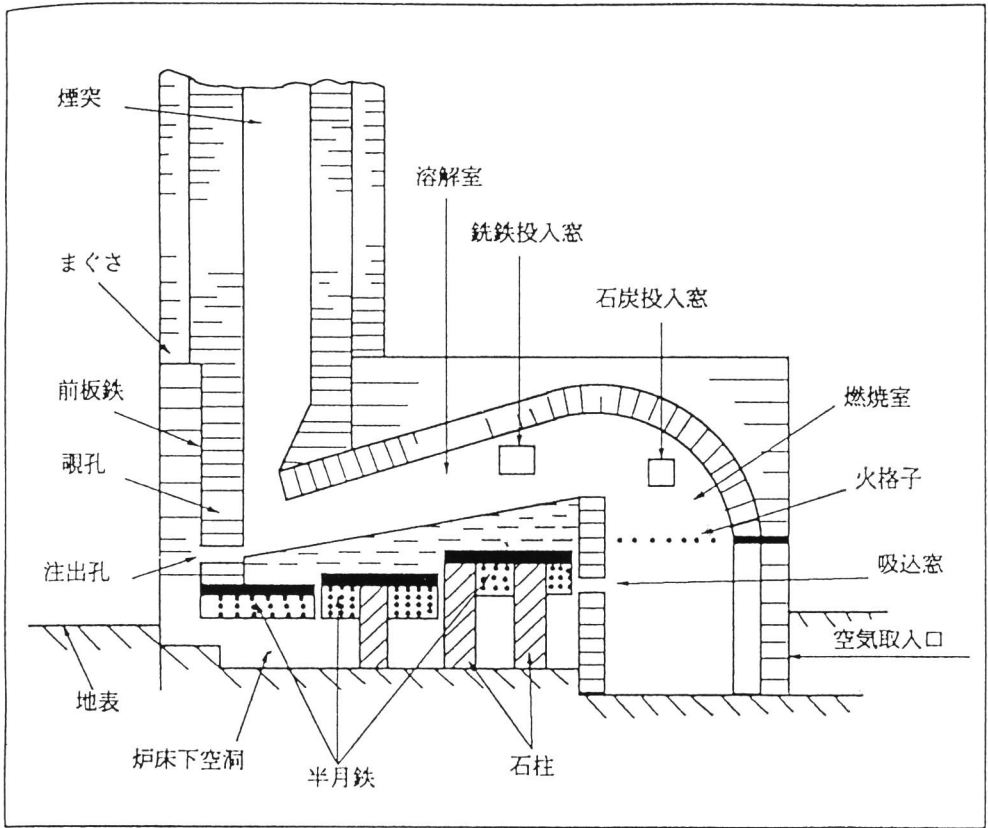 煙突
溶解室
銑鉄投入窓
まぐさ
石炭投入窓
前板鉄
燃焼室
覗孔
火格子
注出孔
吸込窓
空気取入口
地表
炉床下空洞
半月鉄
石柱